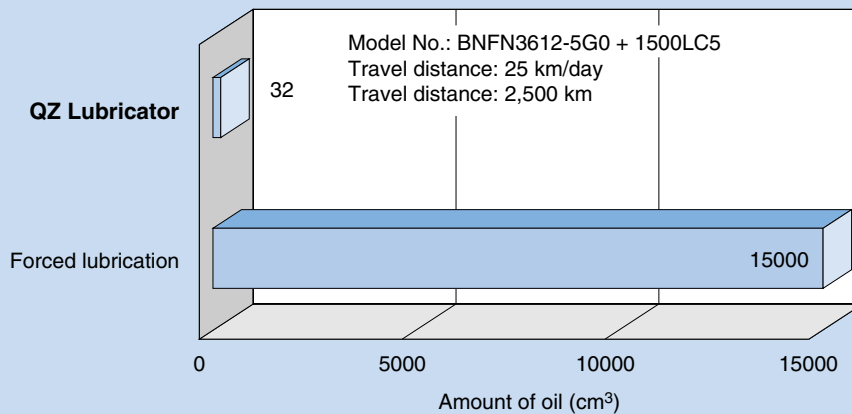 Model No.: BNFN3612-5G0 + 1500LC5
Travel distance: 25 km/day
Travel distance: 2,500 km
QZ Lubricator
32
Forced lubrication
15000
0 5000 10000 15000
Amount of oil (cm³)